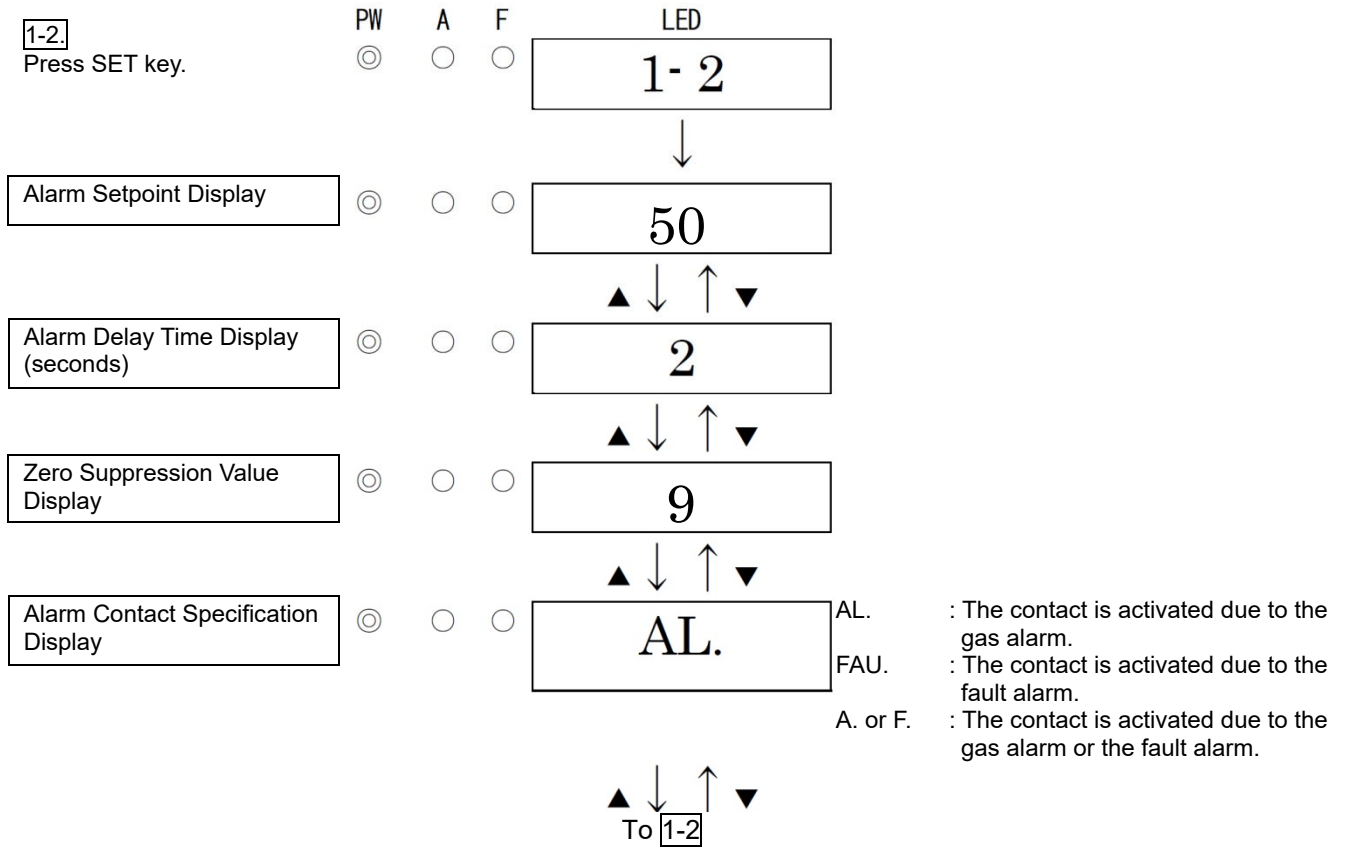 PW A F LED
1-2.
Press SET key.
1- 2
Alarm Setpoint Display
50
▲ ↓ ↑ ▼
Alarm Delay Time Display
(seconds)
2
▲ ↓ ↑ ▼
Zero Suppression Value
Display
9
▲ ↓ ↑ ▼
Alarm Contact Specification
Display
AL.
AL. : The contact is activated due to the
gas alarm.
FAU. : The contact is activated due to the
fault alarm.
A. or F. : The contact is activated due to the
gas alarm or the fault alarm.
▲ ↓ ↑ ▼
To 1-2